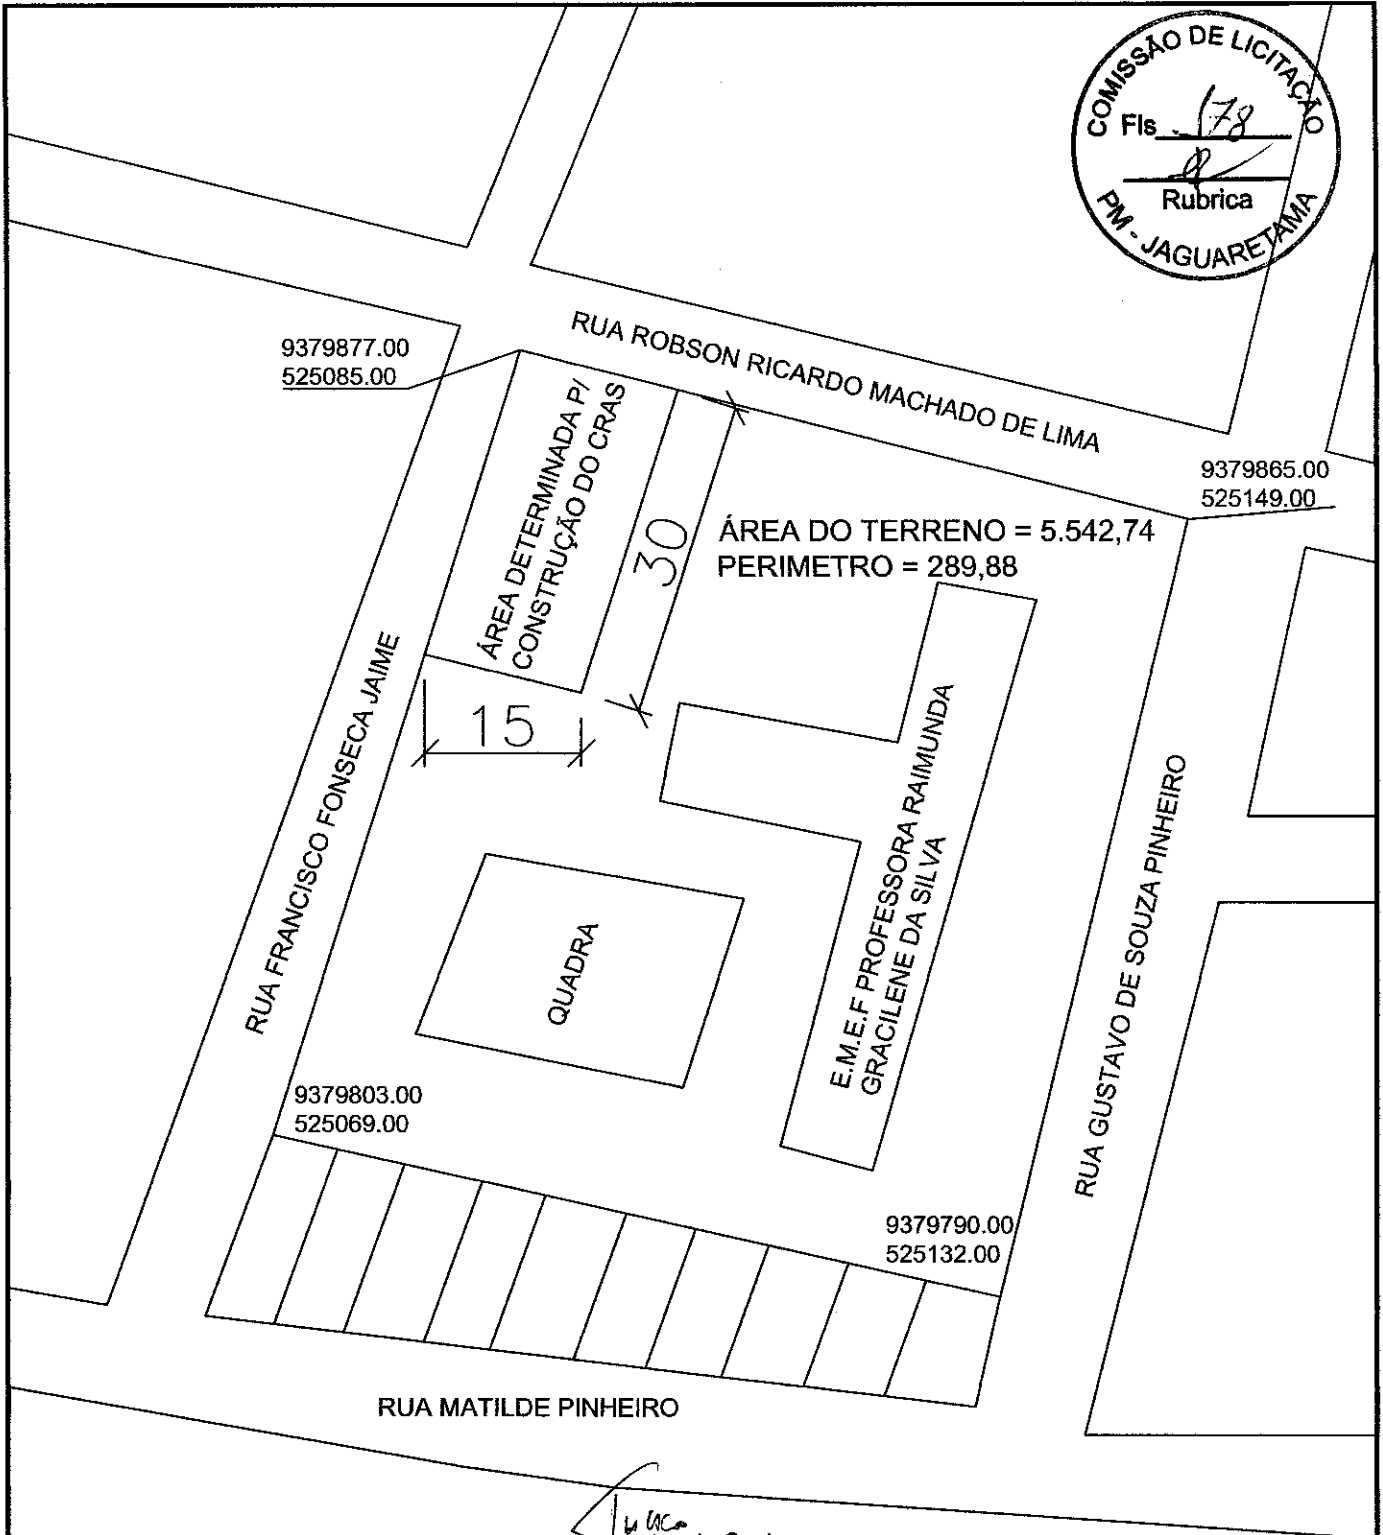 COMISSÃO DE LICITAÇÃO
Fls 178
Rubrica
PM - JAGUARETAMA
RUA ROBSON RICARDO MACHADO DE LIMA
9379877.00
525085.00
ÁREA DETERMINADA P/
CONSTRUÇÃO DO CRAS
9379865.00
525149.00
30
ÁREA DO TERRENO = 5.542,74
PERIMETRO = 289,88
15
RUA FRANCISCO FONSECA JAIME
E.M.E.F PROFESSORA RAIMUNDA
GRACILENE DA SILVA
RUA GUSTAVO DE SOUZA PINHEIRO
QUADRA
9379803.00
525069.00
9379790.00
525132.00
RUA MATILDE PINHEIRO